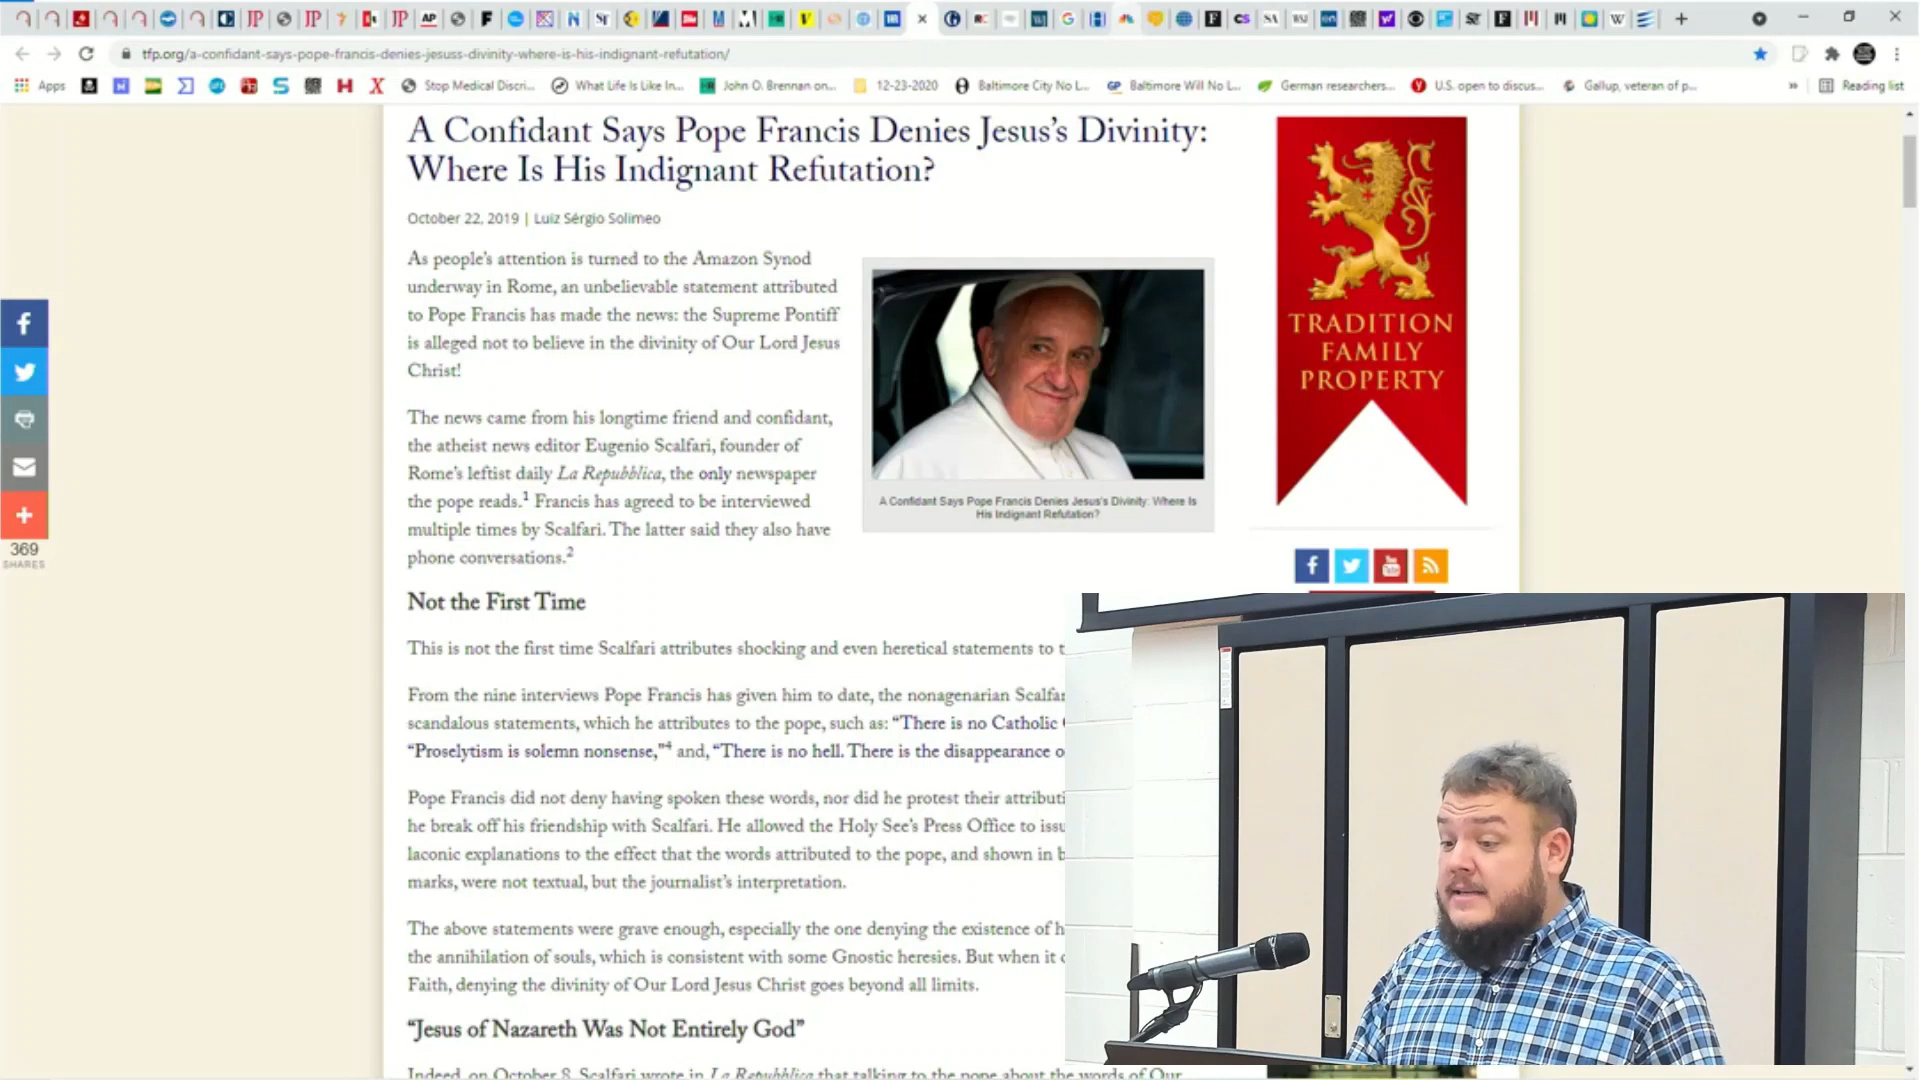 tfp.org/a-confidant-says-pope-francis-denies-jesuss-divinity-where-is-his-indignant-refutation/
Apps
Stop Medical Discri...
What Life Is Like In...
John O. Brennan on...
12-23-2020
Baltimore City No L...
Baltimore Will No L...
German researchers...
U.S. open to discus...
Gallup, veteran of p...
Reading list
A Confidant Says Pope Francis Denies Jesus's Divinity:
Where Is His Indignant Refutation?
October 22, 2019 | Luiz Sérgio Solimeo
As people's attention is turned to the Amazon Synod
underway in Rome, an unbelievable statement attributed
to Pope Francis has made the news: the Supreme Pontiff
is alleged not to believe in the divinity of Our Lord Jesus
Christ!
The news came from his longtime friend and confidant,
the atheist news editor Eugenio Scalfari, founder of
Rome's leftist daily La Repubblica, the only newspaper
the pope reads.1 Francis has agreed to be interviewed
multiple times by Scalfari. The latter said they also have
phone conversations.2
A Confidant Says Pope Francis Denies Jesus's Divinity: Where Is
His Indignant Refutation?
TRADITION
FAMILY
PROPERTY
369
SHARES
Not the First Time
This is not the first time Scalfari attributes shocking and even heretical statements to t
From the nine interviews Pope Francis has given him to date, the nonagenarian Scalfar
scandalous statements, which he attributes to the pope, such as: "There is no Catholic
"Proselytism is solemn nonsense,"4 and, "There is no hell. There is the disappearance o
Pope Francis did not deny having spoken these words, nor did he protest their attributi
he break off his friendship with Scalfari. He allowed the Holy See's Press Office to issu
laconic explanations to the effect that the words attributed to the pope, and shown in b
marks, were not textual, but the journalist's interpretation.
The above statements were grave enough, especially the one denying the existence of h
the annihilation of souls, which is consistent with some Gnostic heresies. But when it c
Faith, denying the divinity of Our Lord Jesus Christ goes beyond all limits.
"Jesus of Nazareth Was Not Entirely God"
Indeed, on October 8, Scalfari wrote in La Repubblica that talking to the pope about the words of Our